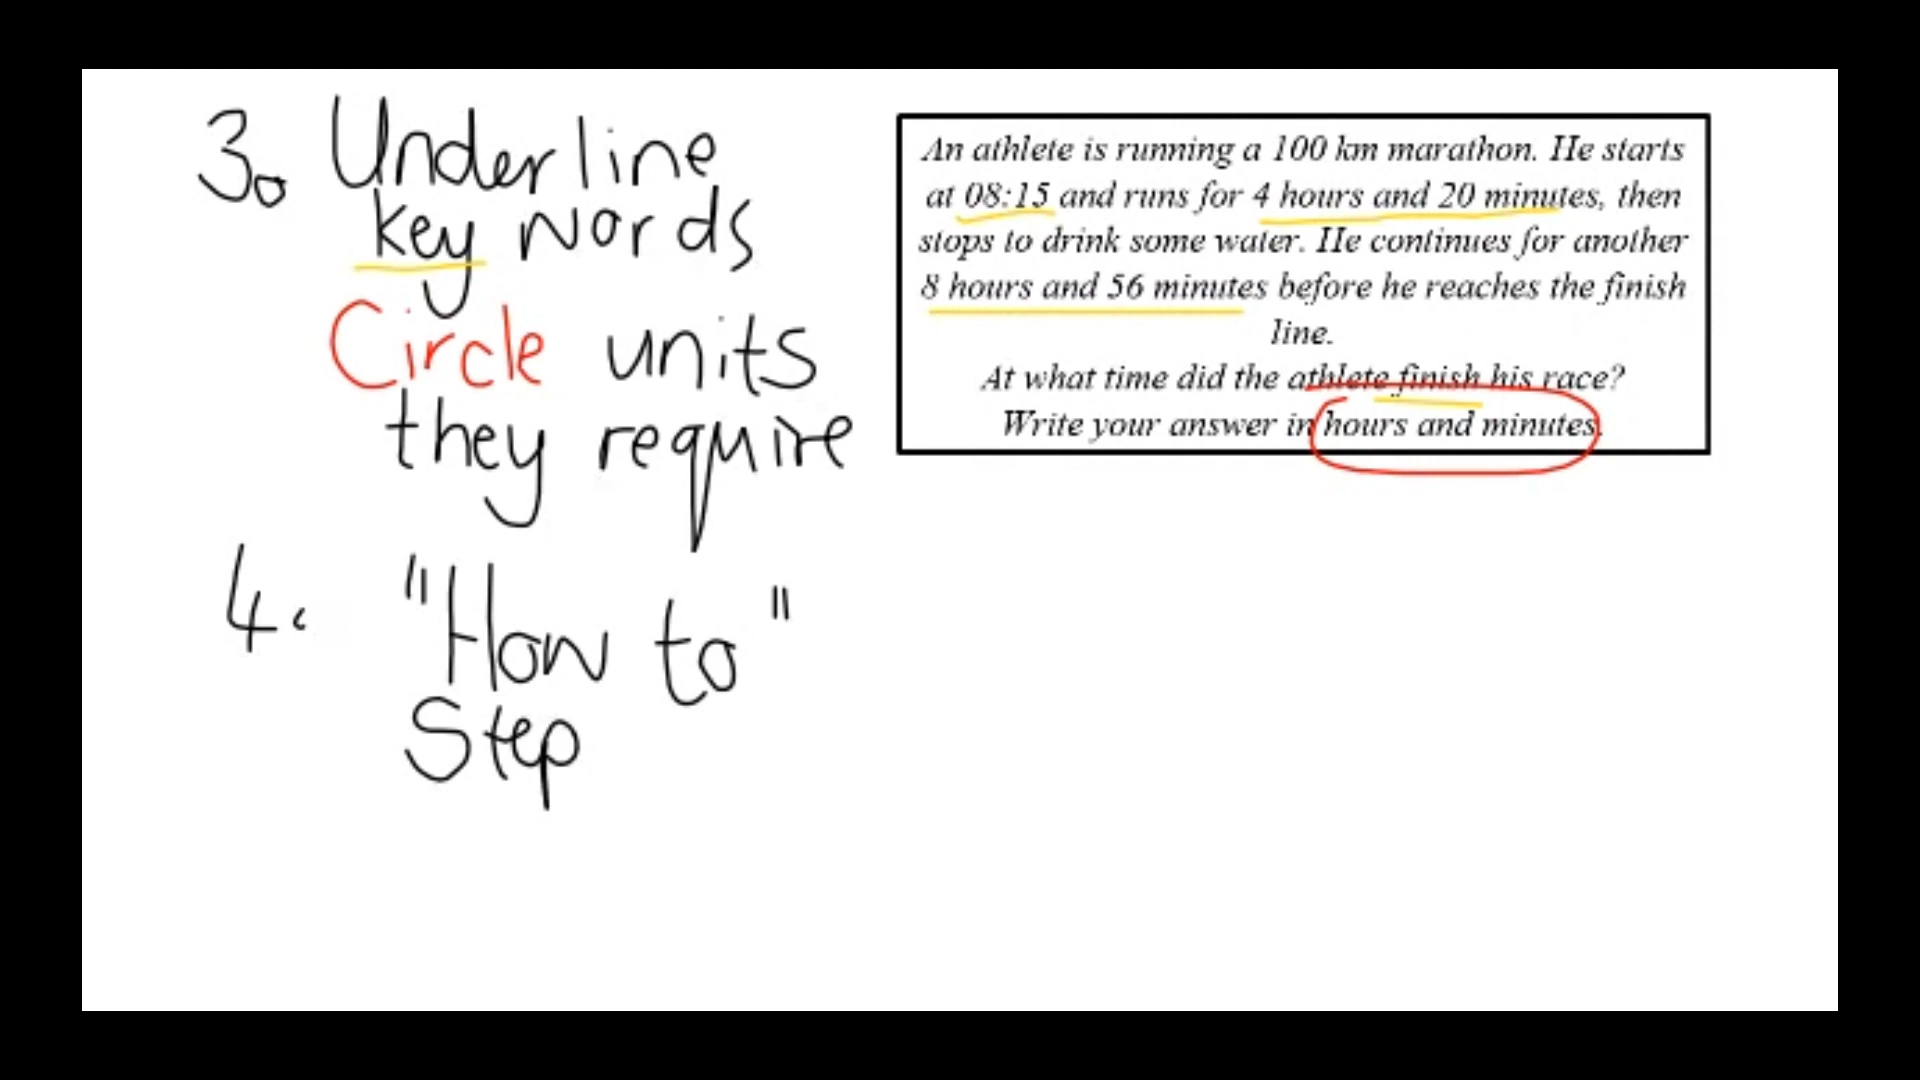 3. Underline
key words
Circle units
they require
4. "How to"
Step
An athlete is running a 100 km marathon. He starts
at 08:15 and runs for 4 hours and 20 minutes, then
stops to drink some water. He continues for another
8 hours and 56 minutes before he reaches the finish
line.
At what time did the athlete finish his race?
Write your answer in hours and minutes.